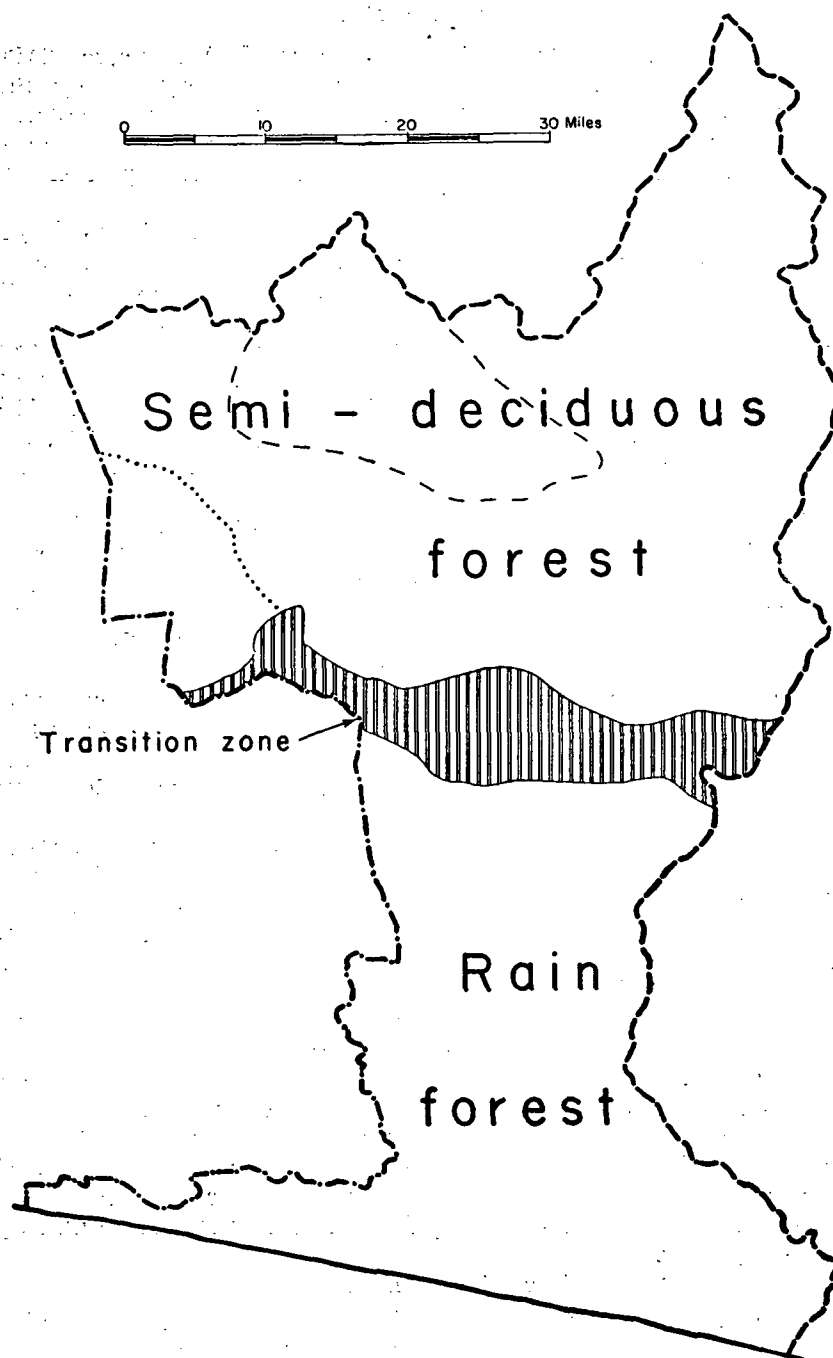 0 10 20 30 Miles
Semi - deciduous
forest
Transition zone
Rain
forest